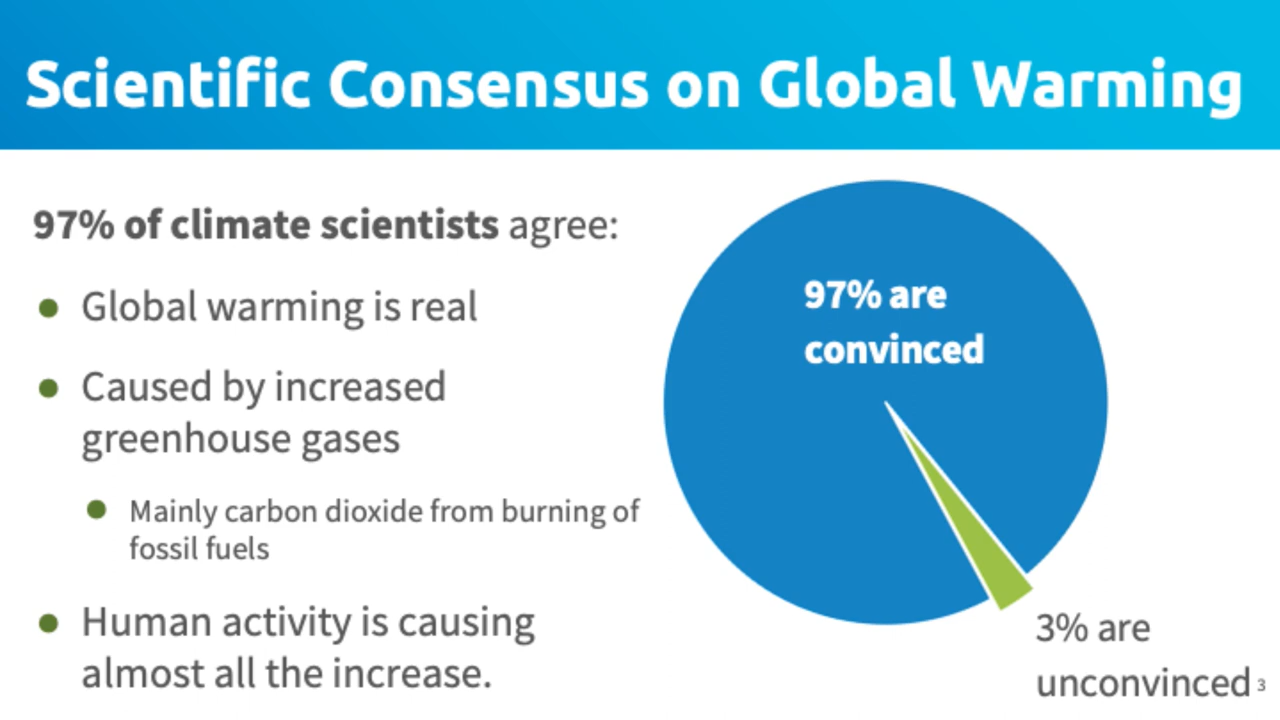 Scientific Consensus on Global Warming
97% of climate scientists agree:
Global warming is real
Caused by increased
greenhouse gases
Mainly carbon dioxide from burning of
fossil fuels
Human activity is causing
almost all the increase.
97% are
convinced
3% are
unconvinced
3